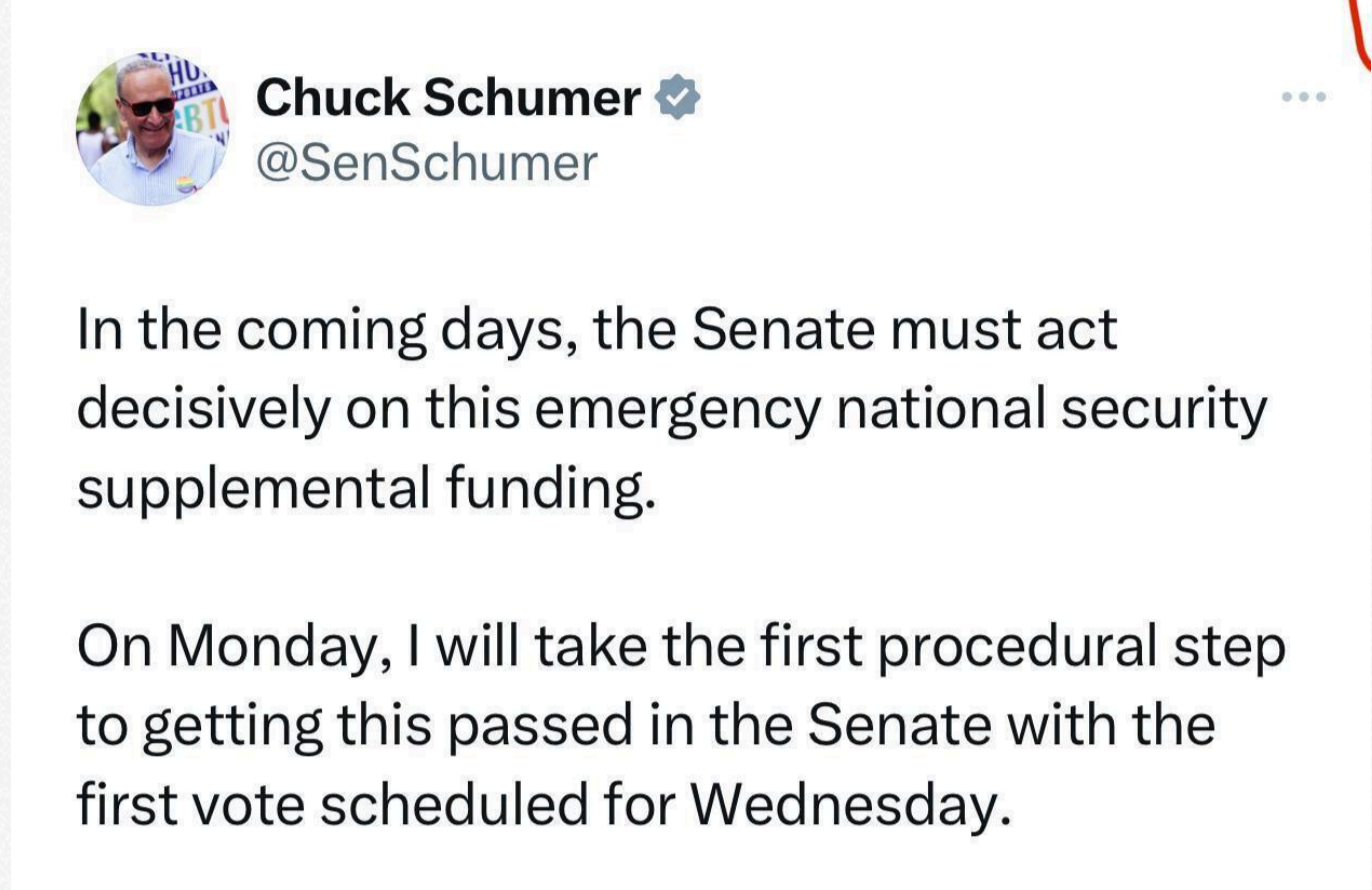 Chuck Schumer
@SenSchumer
In the coming days, the Senate must act
decisively on this emergency national security
supplemental funding.
On Monday, I will take the first procedural step
to getting this passed in the Senate with the
first vote scheduled for Wednesday.